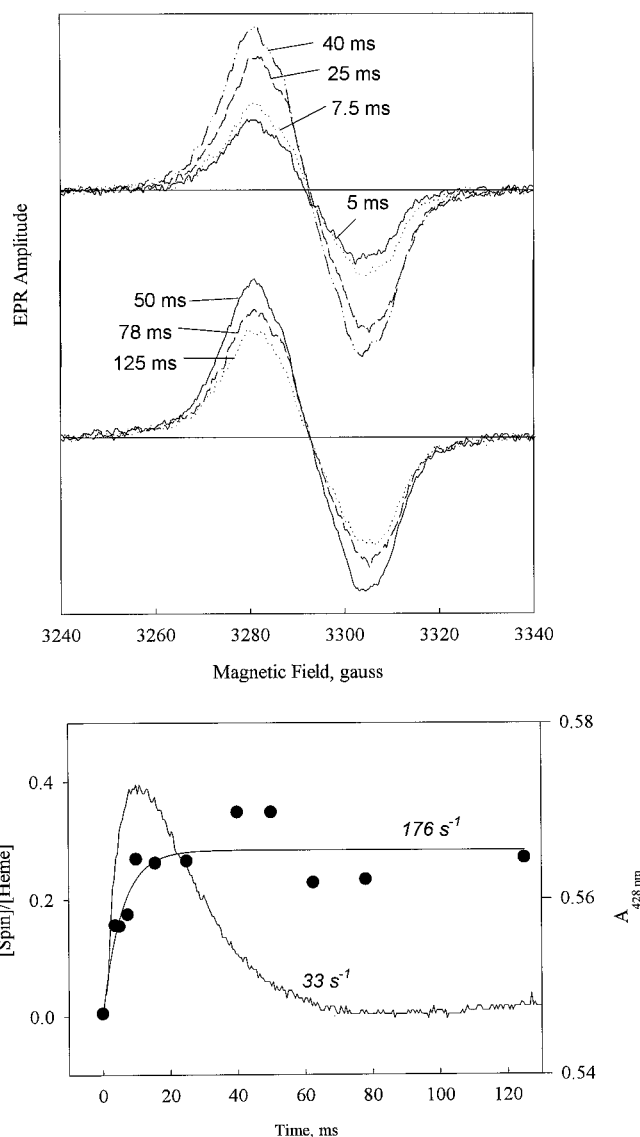 40 ms
25 ms
7.5 ms
5 ms
50 ms
78 ms
125 ms
EPR Amplitude
3240 3260 3280 3300 3320 3340
Magnetic Field, gauss
0.4
0.2
0.0
[Spin]/[Heme]
176 s⁻¹
33 s⁻¹
0.58
0.56
0.54
A428 nm
0 20 40 60 80 100 120
Time, ms